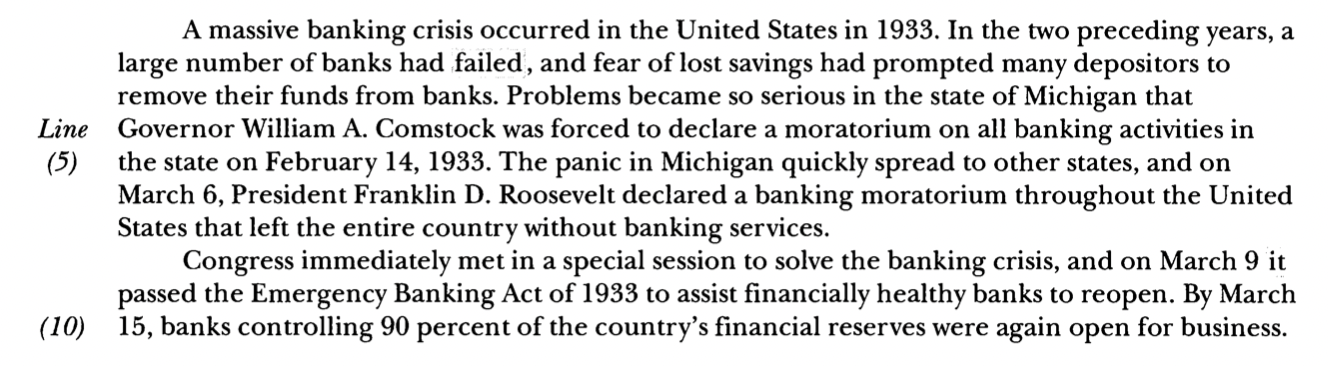 A massive banking crisis occurred in the United States in 1933. In the two preceding years, a
large number of banks had failed, and fear of lost savings had prompted many depositors to
remove their funds from banks. Problems became so serious in the state of Michigan that
Line Governor William A. Comstock was forced to declare a moratorium on all banking activities in
(5) the state on February 14, 1933. The panic in Michigan quickly spread to other states, and on
March 6, President Franklin D. Roosevelt declared a banking moratorium throughout the United
States that left the entire country without banking services.
Congress immediately met in a special session to solve the banking crisis, and on March 9 it
passed the Emergency Banking Act of 1933 to assist financially healthy banks to reopen. By March
(10) 15, banks controlling 90 percent of the country's financial reserves were again open for business.